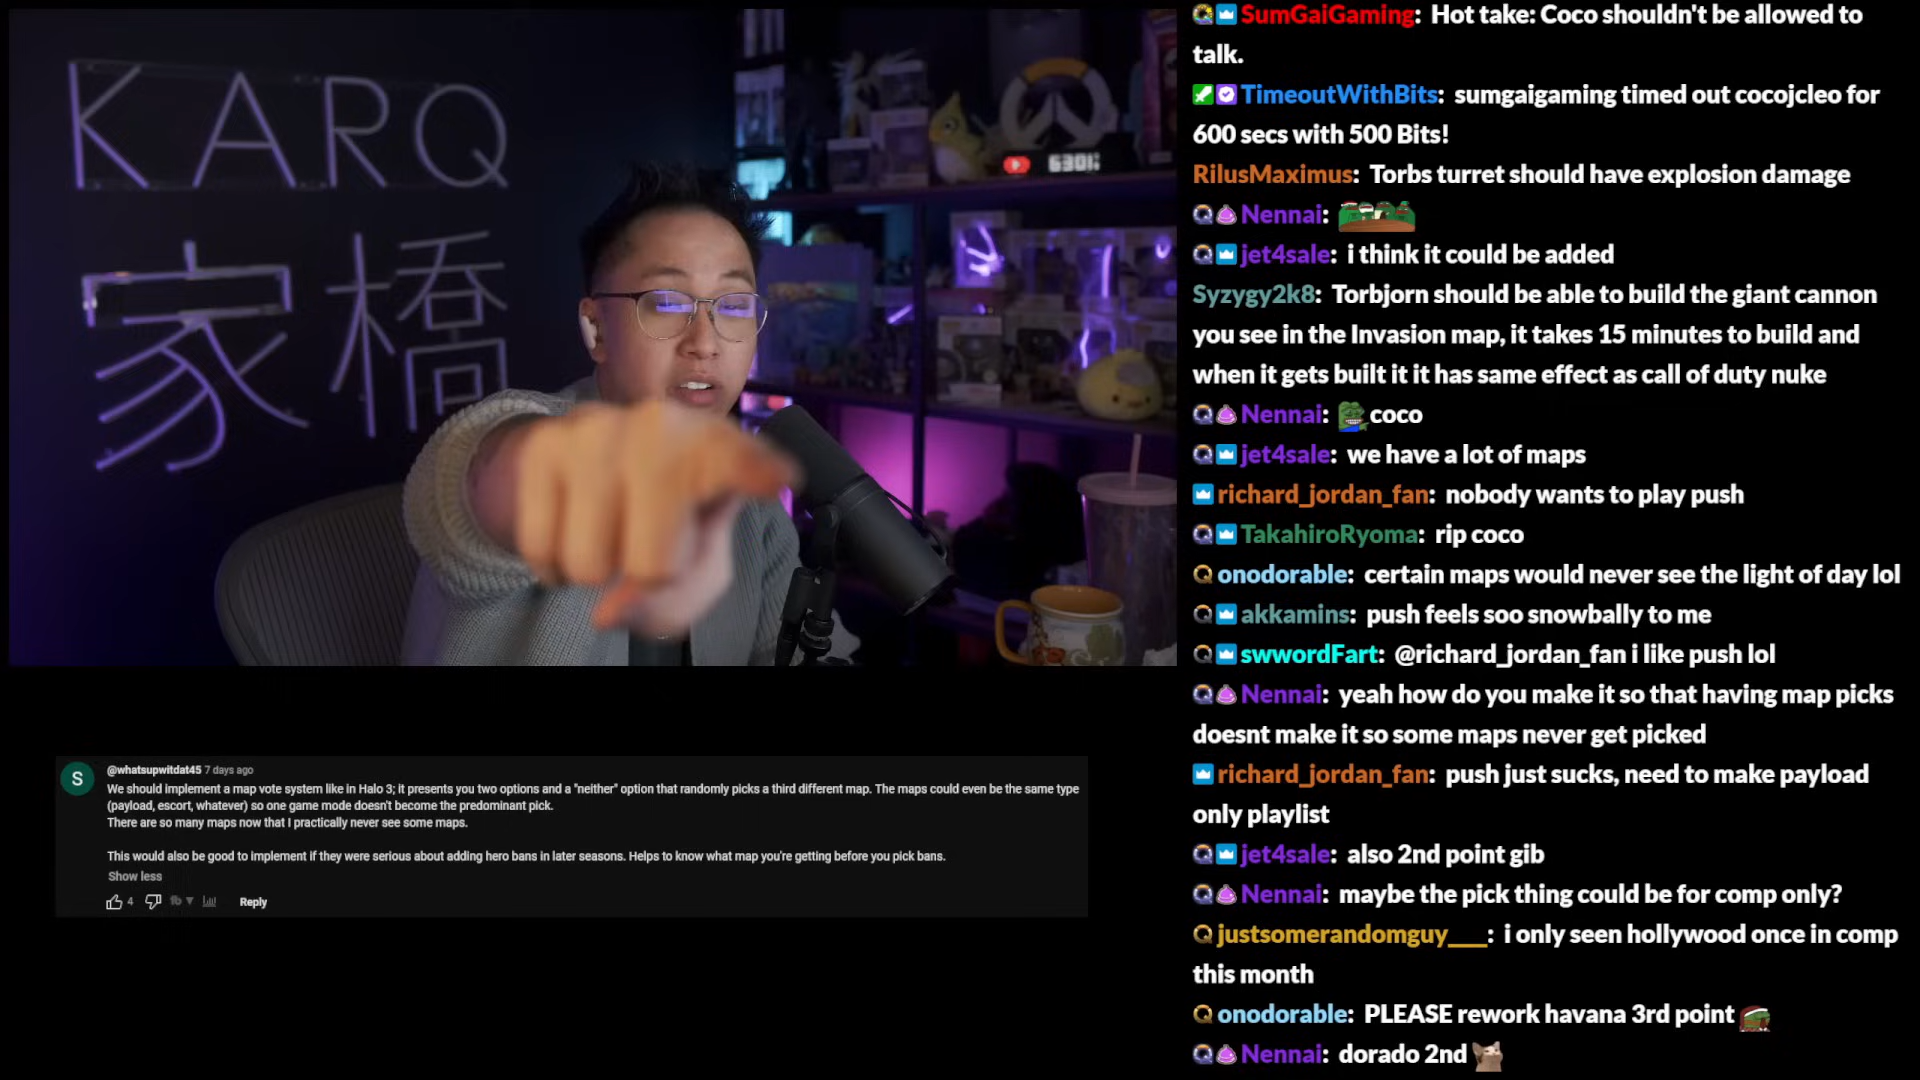 KARQ
家橋
6301
SumGaiGaming: Hot take: Coco shouldn't be allowed to
talk.
TimeoutWithBits: sumgaigaming timed out cocojcleo for
600 secs with 500 Bits!
RilusMaximus: Torbs turret should have explosion damage
Nennai:
jet4sale: i think it could be added
Syzygy2k8: Torbjorn should be able to build the giant cannon
you see in the Invasion map, it takes 15 minutes to build and
when it gets built it it has same effect as call of duty nuke
Nennai: coco
jet4sale: we have a lot of maps
richard_jordan_fan: nobody wants to play push
TakahiroRyoma: rip coco
onodorable: certain maps would never see the light of day lol
akkamins: push feels soo snowbally to me
swwordFart: @richard_jordan_fan i like push lol
Nennai: yeah how do you make it so that having map picks
doesnt make it so some maps never get picked
richard_jordan_fan: push just sucks, need to make payload
only playlist
jet4sale: also 2nd point gib
Nennai: maybe the pick thing could be for comp only?
justsomerandomguy___: i only seen hollywood once in comp
this month
onodorable: PLEASE rework havana 3rd point
Nennai: dorado 2nd
S
@whatsupwitdat45 7 days ago
We should implement a map vote system like in Halo 3; it presents you two options and a "neither" option that randomly picks a third different map. The maps could even be the same type
(payload, escort, whatever) so one game mode doesn't become the predominant pick.
There are so many maps now that I practically never see some maps.
This would also be good to implement if they were serious about adding hero bans in later seasons. Helps to know what map you're getting before you pick bans.
Show less
4 Reply